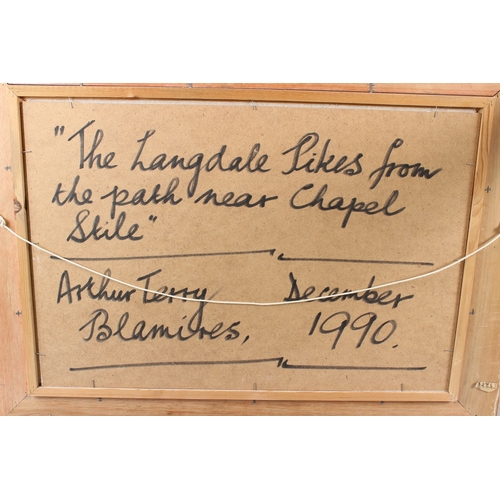 "The Langdale Pikes from
the path near Chapel
Stile"
Arthur Terry December
Blamires, 1990.